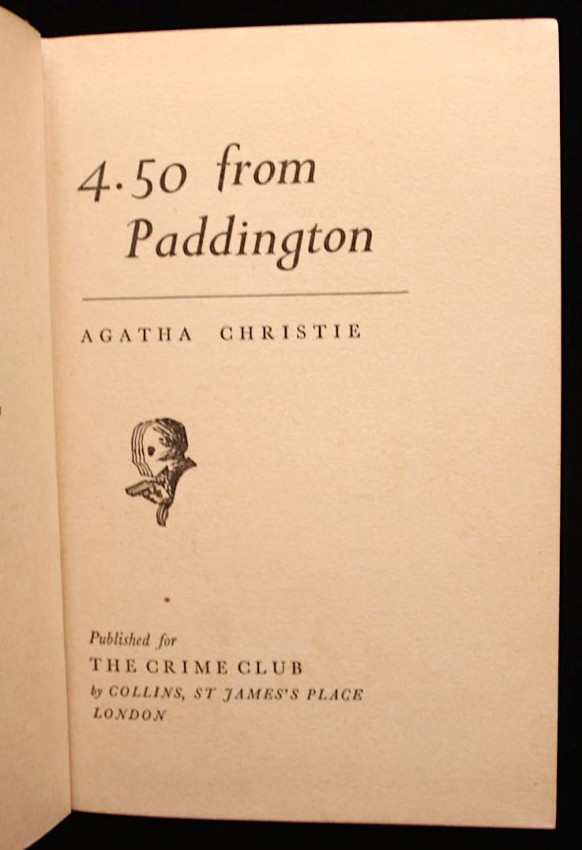 4.50 from
Paddington
AGATHA CHRISTIE
Published for
THE CRIME CLUB
by COLLINS, ST JAMES'S PLACE
LONDON